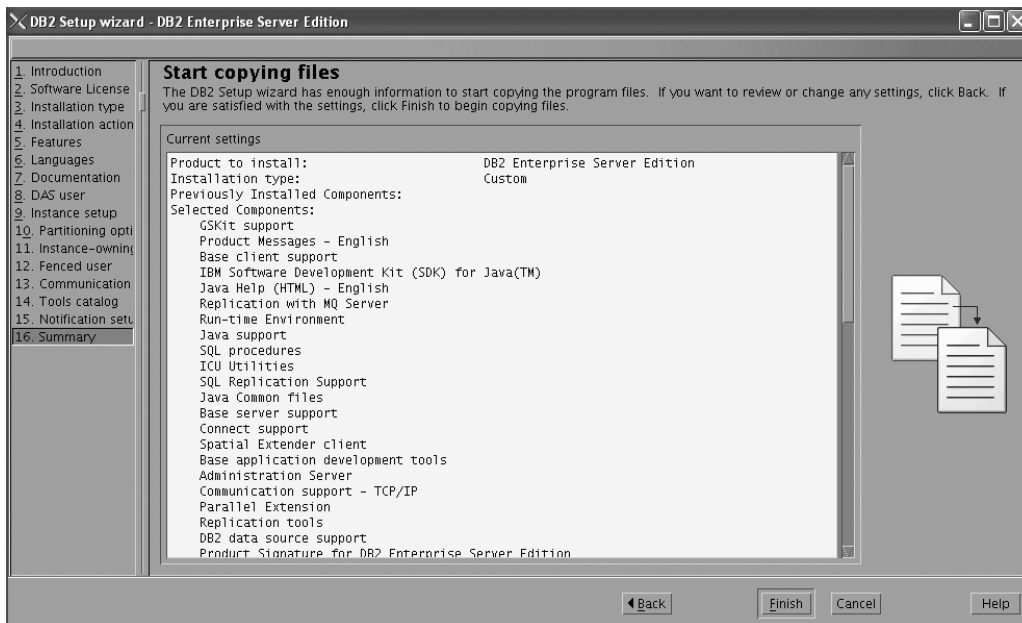 DB2 Setup wizard - DB2 Enterprise Server Edition
1. Introduction
2. Software License
3. Installation type
4. Installation action
5. Features
6. Languages
7. Documentation
8. DAS user
9. Instance setup
10. Partitioning opti
11. Instance-owning
12. Fenced user
13. Communication
14. Tools catalog
15. Notification setu
16. Summary
Start copying files
The DB2 Setup wizard has enough information to start copying the program files. If you want to review or change any settings, click Back. If
you are satisfied with the settings, click Finish to begin copying files.
Current settings
Product to install: DB2 Enterprise Server Edition
Installation type: Custom
Previously Installed Components:
Selected Components:
GSKit support
Product Messages - English
Base client support
IBM Software Development Kit (SDK) for Java(TM)
Java Help (HTML) - English
Replication with MQ Server
Run-time Environment
Java support
SQL procedures
ICU Utilities
SQL Replication Support
Java Common files
Base server support
Connect support
Spatial Extender client
Base application development tools
Administration Server
Communication support - TCP/IP
Parallel Extension
Replication tools
DB2 data source support
Product Signature for DB2 Enterprise Server Edition
Back
Finish
Cancel
Help